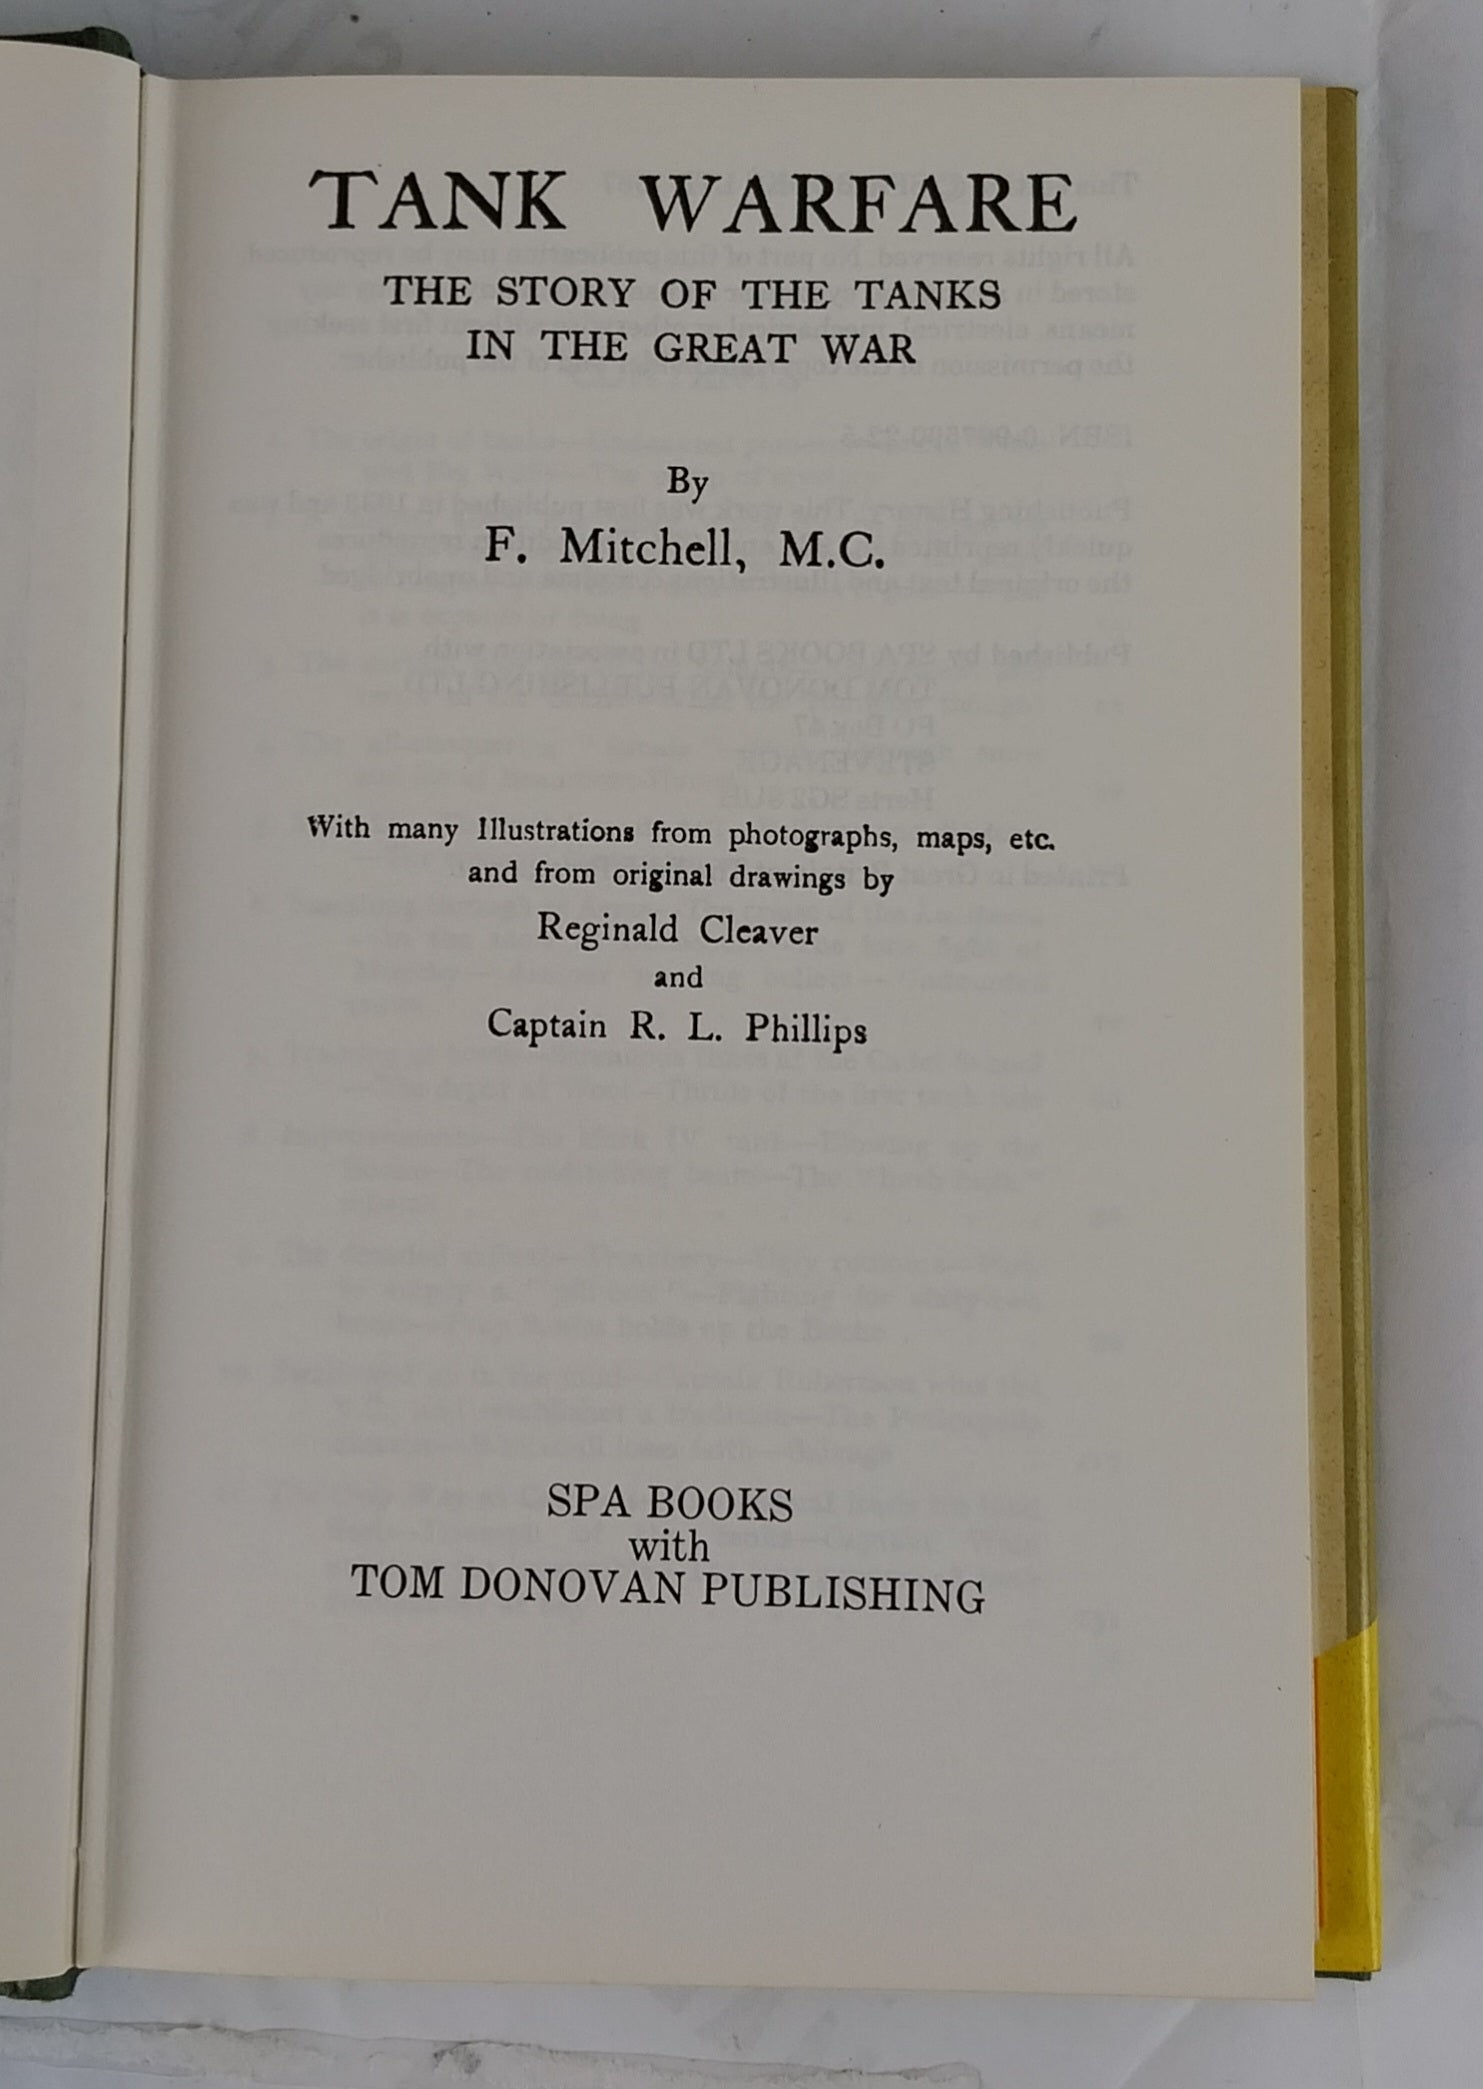 TANK WARFARE
THE STORY OF THE TANKS
IN THE GREAT WAR
By
F. Mitchell, M.C.
With many Illustrations from photographs, maps, etc.
and from original drawings by
Reginald Cleaver
and
Captain R. L. Phillips
SPA BOOKS
with
TOM DONOVAN PUBLISHING